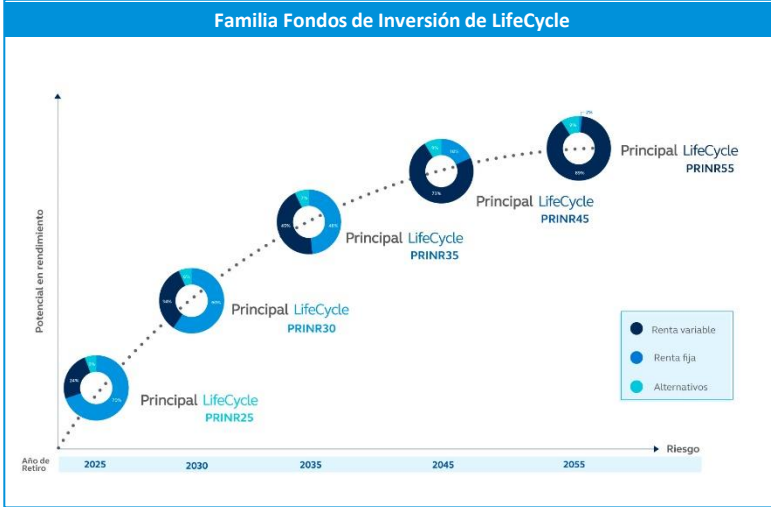 Familia Fondos de Inversión de LifeCycle
Potencial en rendimiento
Principal LifeCycle
PRINR55
89%
Principal LifeCycle
PRINR45
Principal LifeCycle
PRINR35
Principal LifeCycle
PRINR30
Principal LifeCycle
PRINR25
Renta variable
Renta fija
Alternativos
Riesgo
Año de
Retiro
2025
2030
2035
2045
2055